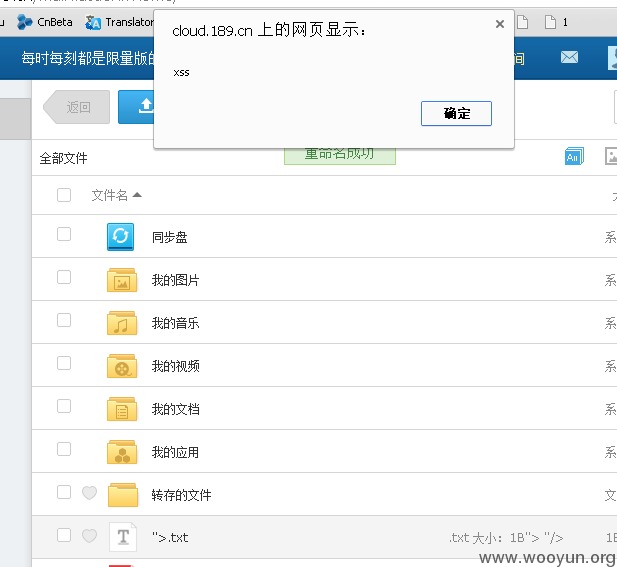 CnBeta Translator 1
cloud.189.cn 上的网页显示：
每时每刻都是限量版的 间
xss
返回
确定
重命名成功
全部文件 All
文件名
同步盘 系
我的图片 系
我的音乐 系
我的视频 系
我的文档 系
我的应用 系
转存的文件 文
T ">.txt .txt 大小：1B"> "/> 1B
www.wooyun.org